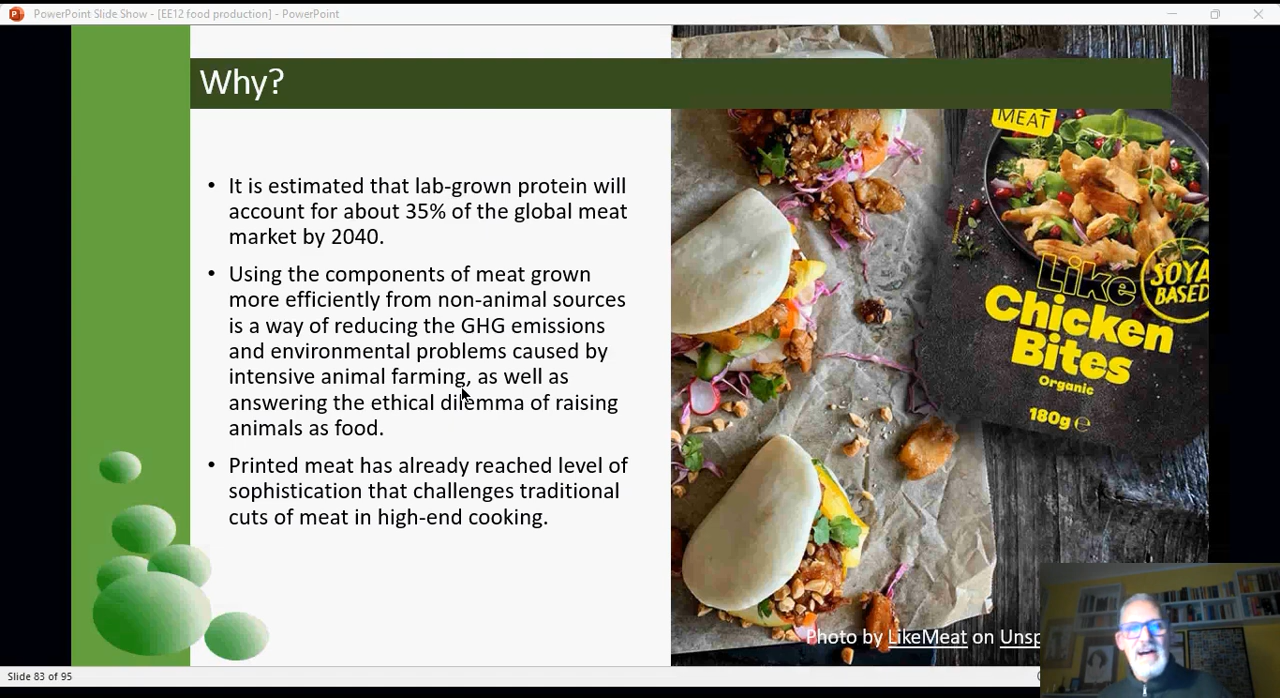 PowerPoint Slide Show - [EE12 food production] - PowerPoint
Why?
• It is estimated that lab-grown protein will
account for about 35% of the global meat
market by 2040.
• Using the components of meat grown
more efficiently from non-animal sources
is a way of reducing the GHG emissions
and environmental problems caused by
intensive animal farming, as well as
answering the ethical dilemma of raising
animals as food.
• Printed meat has already reached level of
sophistication that challenges traditional
cuts of meat in high-end cooking.
MEAT
Like
SOYA
BASED
Chicken
Bites
Organic
180g e
Photo by LikeMeat on Unsp
Slide 83 of 95